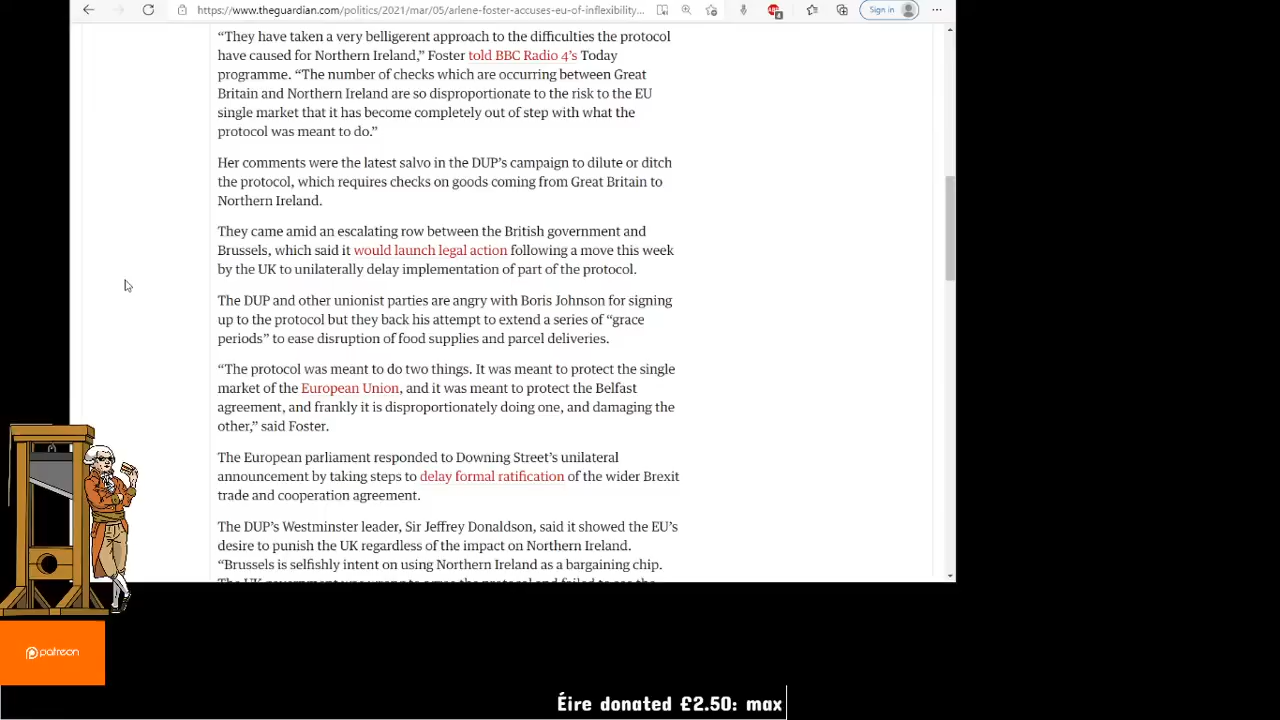 https://www.theguardian.com/politics/2021/mar/05/arlene-foster-accuses-eu-of-inflexibility...
Sign in
“They have taken a very belligerent approach to the difficulties the protocol
have caused for Northern Ireland,” Foster told BBC Radio 4’s Today
programme. “The number of checks which are occurring between Great
Britain and Northern Ireland are so disproportionate to the risk to the EU
single market that it has become completely out of step with what the
protocol was meant to do.”
Her comments were the latest salvo in the DUP’s campaign to dilute or ditch
the protocol, which requires checks on goods coming from Great Britain to
Northern Ireland.
They came amid an escalating row between the British government and
Brussels, which said it would launch legal action following a move this week
by the UK to unilaterally delay implementation of part of the protocol.
The DUP and other unionist parties are angry with Boris Johnson for signing
up to the protocol but they back his attempt to extend a series of “grace
periods” to ease disruption of food supplies and parcel deliveries.
“The protocol was meant to do two things. It was meant to protect the single
market of the European Union, and it was meant to protect the Belfast
agreement, and frankly it is disproportionately doing one, and damaging the
other,” said Foster.
The European parliament responded to Downing Street’s unilateral
announcement by taking steps to delay formal ratification of the wider Brexit
trade and cooperation agreement.
The DUP’s Westminster leader, Sir Jeffrey Donaldson, said it showed the EU’s
desire to punish the UK regardless of the impact on Northern Ireland.
“Brussels is selfishly intent on using Northern Ireland as a bargaining chip.
patreon
Éire donated £2.50: max